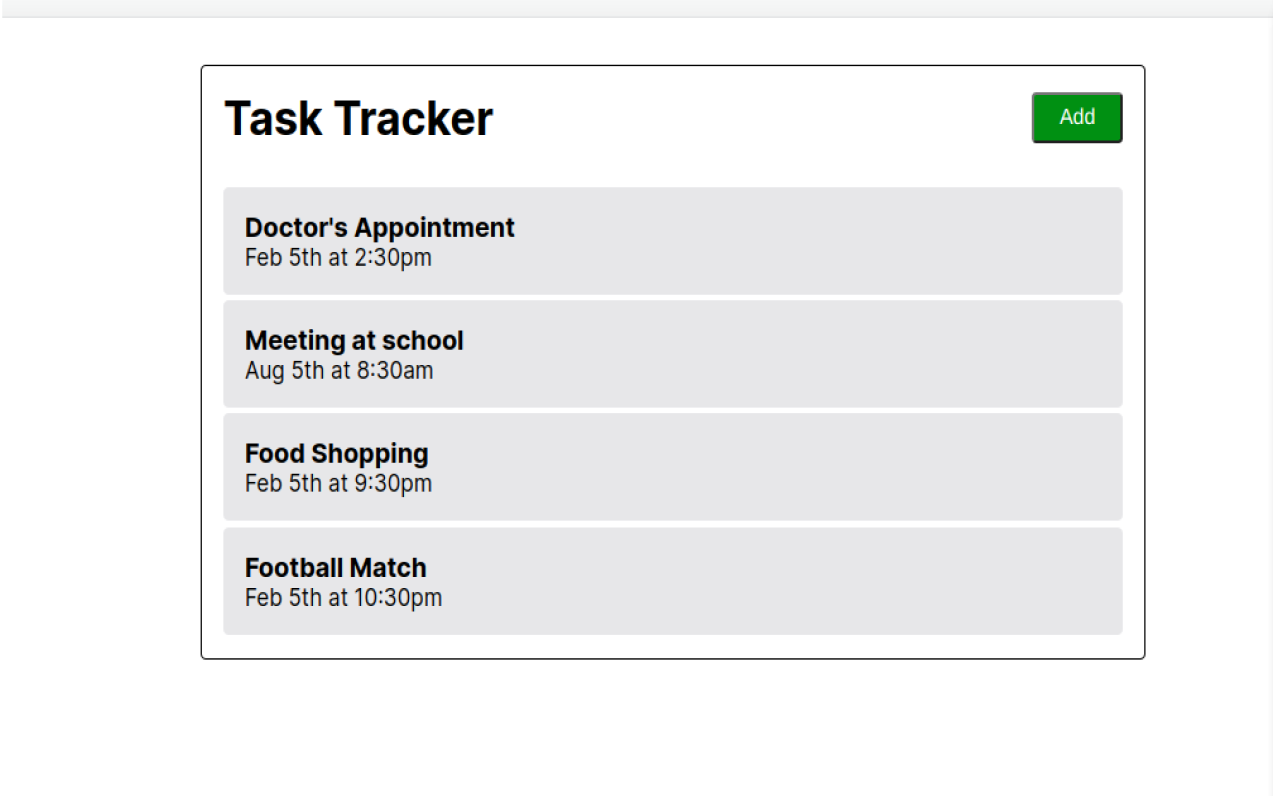 Task Tracker
Add
Doctor's Appointment
Feb 5th at 2:30pm
Meeting at school
Aug 5th at 8:30am
Food Shopping
Feb 5th at 9:30pm
Football Match
Feb 5th at 10:30pm